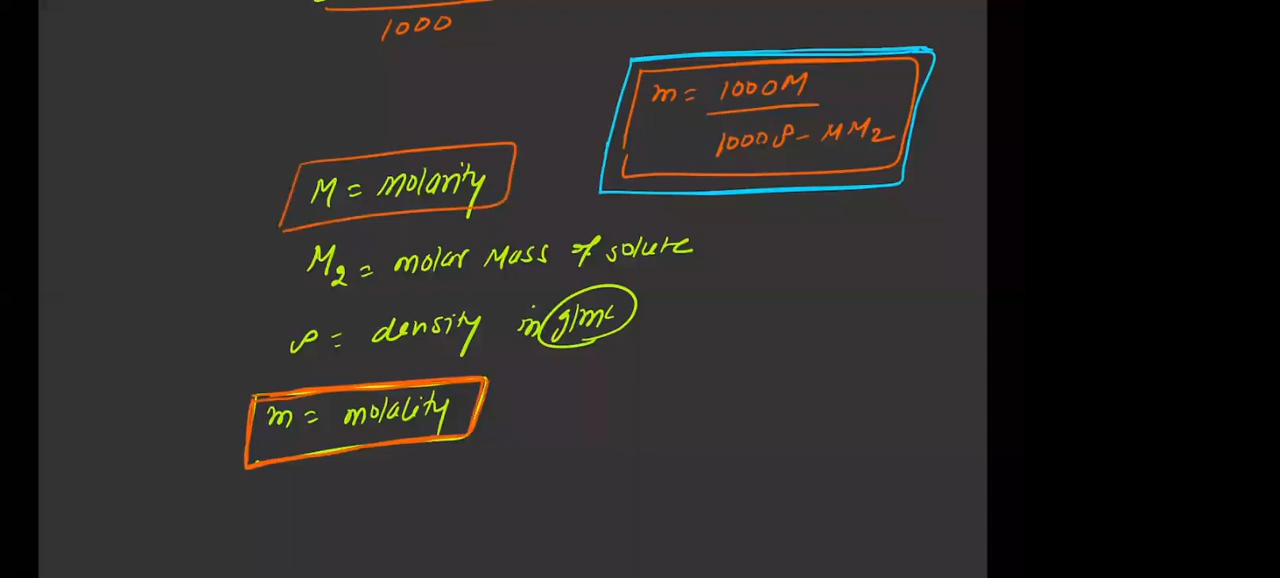 1000
m = 1000M
1000ρ - MM2
M = molarity
M2 = molar Mass of solute
ρ = density in g/mL
m = molality